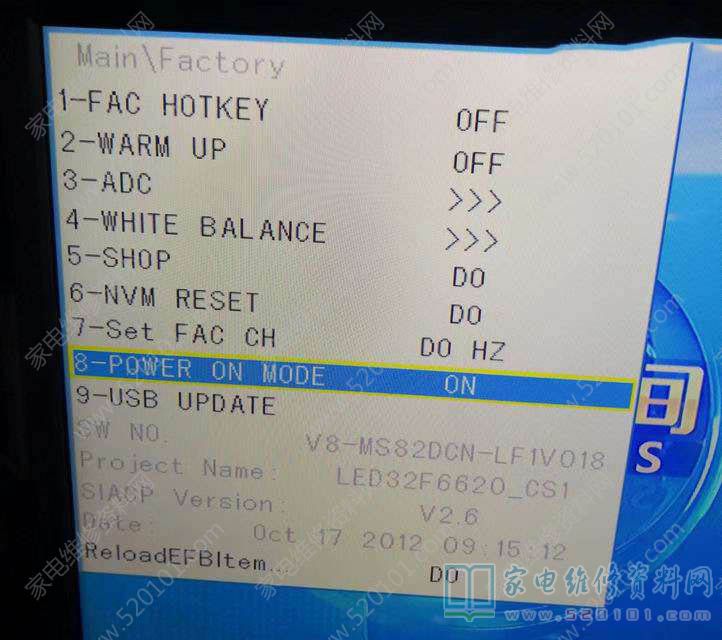 Main\Factory
1-FAC HOTKEY OFF
2-WARM UP OFF
3-ADC >>>
4-WHITE BALANCE >>>
5-SHOP DO
6-NVM RESET DO
7-Set FAC CH DO HZ
8-POWER ON MODE ON
9-USB UPDATE
SW NO. V8-MS82DCN-LF1V018
Project Name: LED32F6620_CS1
SIACP Version: V2.6
Date: Oct 17 2012 09:15:12
ReloadEFBItem... DO
间
S
家电维修资料网
www.520101.com